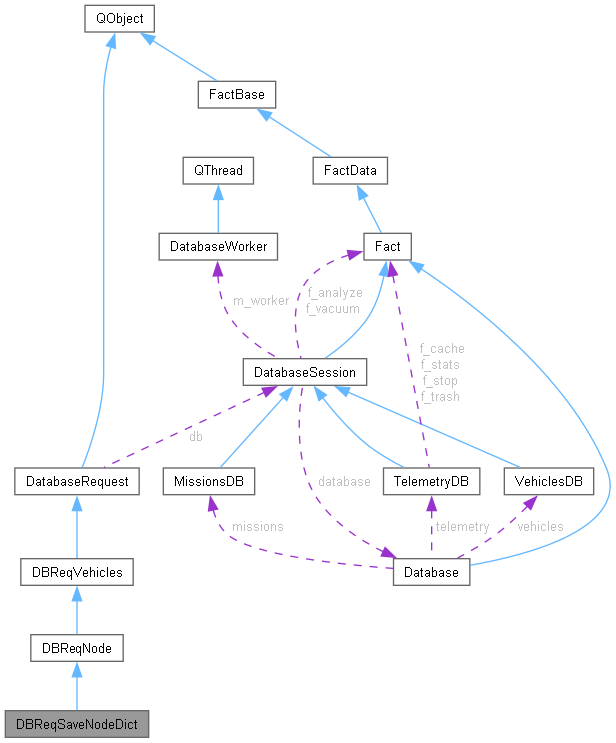 QObject
FactBase
QThread
FactData
DatabaseWorker
Fact
m_worker
f_analyze
f_vacuum
f_cache
f_stats
f_stop
f_trash
DatabaseSession
db
DatabaseRequest
MissionsDB
database
TelemetryDB
VehiclesDB
missions
telemetry
vehicles
DBReqVehicles
Database
DBReqNode
DBReqSaveNodeDict